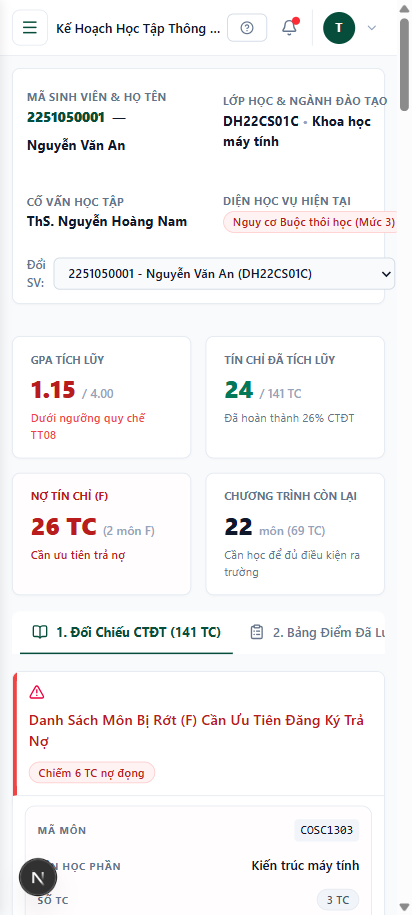 Kế Hoạch Học Tập Thông ...
T
MÃ SINH VIÊN & HỌ TÊN
2251050001 —
Nguyễn Văn An
LỚP HỌC & NGÀNH ĐÀO TẠO
DH22CS01C • Khoa học
máy tính
CỐ VẤN HỌC TẬP
ThS. Nguyễn Hoàng Nam
DIỆN HỌC VỤ HIỆN TẠI
Nguy cơ Buộc thôi học (Mức 3)
Đổi
SV:
2251050001 - Nguyễn Văn An (DH22CS01C)
GPA TÍCH LŨY
1.15 / 4.00
Dưới ngưỡng quy chế
TT08
TÍN CHỈ ĐÃ TÍCH LŨY
24 / 141 TC
Đã hoàn thành 26% CTĐT
NỢ TÍN CHỈ (F)
26 TC (2 môn F)
Cần ưu tiên trả nợ
CHƯƠNG TRÌNH CÒN LẠI
22 môn (69 TC)
Cần học để đủ điều kiện ra
trường
1. Đối Chiếu CTĐT (141 TC)
2. Bảng Điểm Đã Lu
Danh Sách Môn Bị Rớt (F) Cần Ưu Tiên Đăng Ký Trả
Nợ
Chiếm 6 TC nợ đọng
MÃ MÔN
COSC1303
N HỌC PHẦN
Kiến trúc máy tính
SỐ TC
3 TC
N